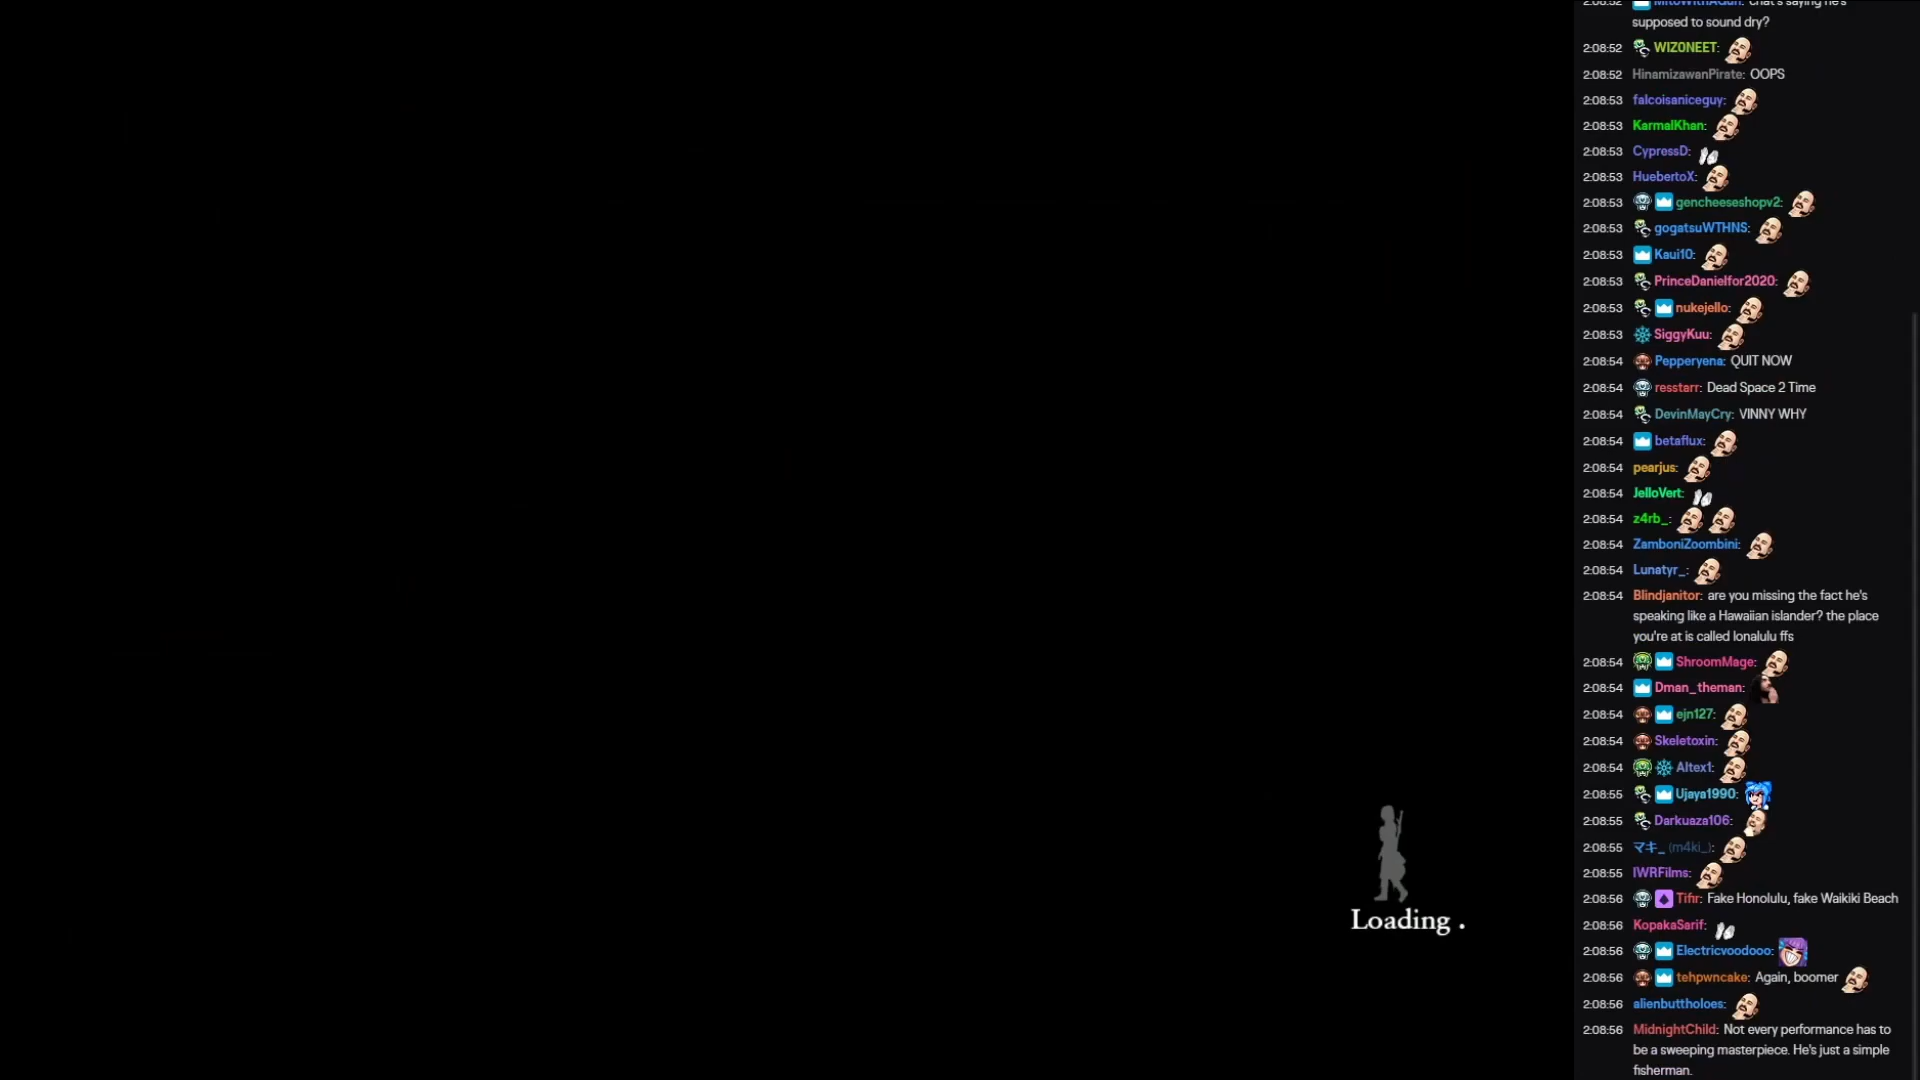 2:08:52 MitoWithAGun: chat's saying he's
supposed to sound dry?
2:08:52 WIZ0NEET:
2:08:52 HinamizawanPirate: OOPS
2:08:53 falcoisaniceguy:
2:08:53 KarmalKhan:
2:08:53 CypressD:
2:08:53 HuebertoX:
2:08:53 gencheeseshopv2:
2:08:53 gogatsuWTHNS:
2:08:53 Kaui10:
2:08:53 PrinceDanielfor2020:
2:08:53 nukejello:
2:08:53 SiggyKuu:
2:08:54 Pepperyena: QUIT NOW
2:08:54 resstarr: Dead Space 2 Time
2:08:54 DevinMayCry: VINNY WHY
2:08:54 betaflux:
2:08:54 pearjus:
2:08:54 JelloVert:
2:08:54 z4rb_:
2:08:54 ZamboniZoombini:
2:08:54 Lunatyr_:
2:08:54 Blindjanitor: are you missing the fact he's
speaking like a Hawaiian islander? the place
you're at is called lonalulu ffs
2:08:54 ShroomMage:
2:08:54 Dman_theman:
2:08:54 ejn127:
2:08:54 Skeletoxin:
2:08:54 Altex1:
2:08:55 Ujaya1990:
2:08:55 Darkuaza106:
2:08:55 マキ_ (m4ki_):
2:08:55 IWRFilms:
2:08:56 Tifir: Fake Honolulu, fake Waikiki Beach
2:08:56 KopakaSarif:
2:08:56 Electricvoodooo:
2:08:56 tehpwncake: Again, boomer
2:08:56 alienbuttholoes:
2:08:56 MidnightChild: Not every performance has to
be a sweeping masterpiece. He's just a simple
fisherman.
Loading .